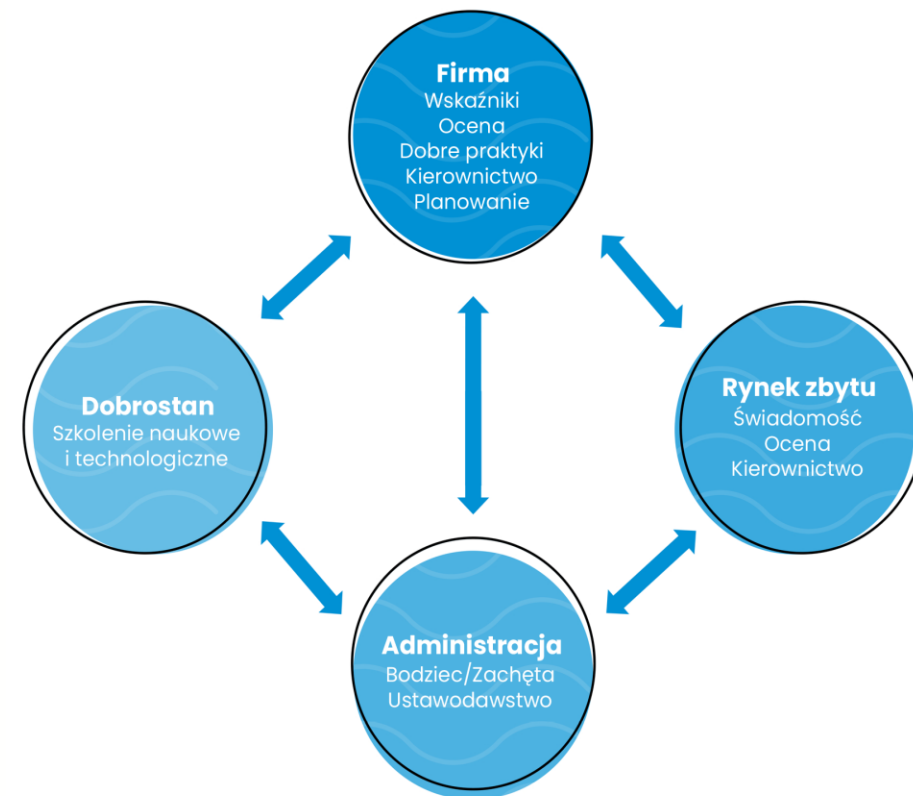 Firma
Wskaźniki
Ocena
Dobre praktyki
Kierownictwo
Planowanie
Dobrostan
Szkolenie naukowe
i technologiczne
Rynek zbytu
Świadomość
Ocena
Kierownictwo
Administracja
Bodziec/Zachęta
Ustawodawstwo